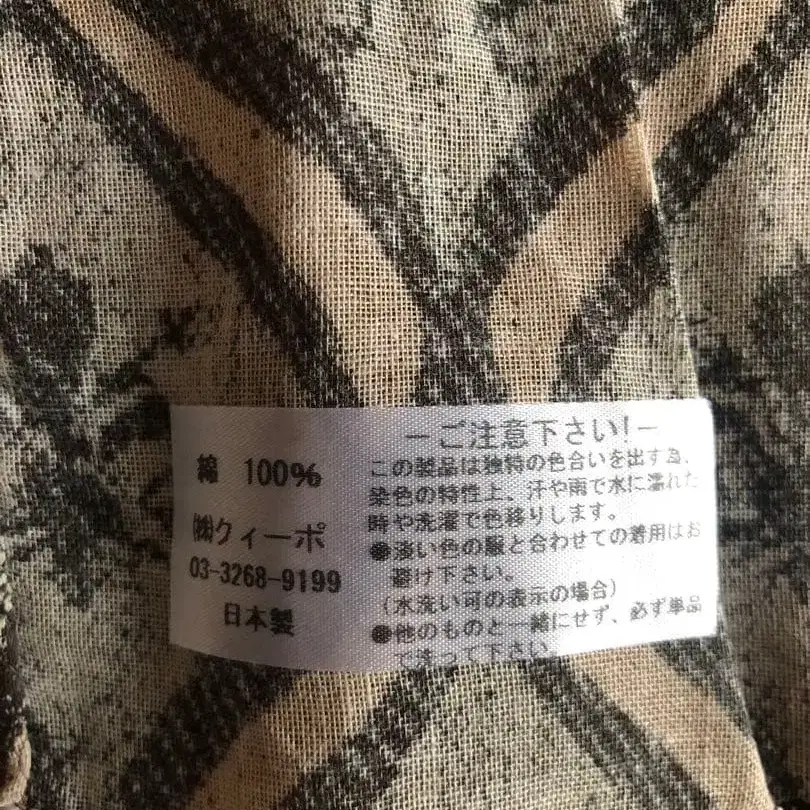 綿 100%
㈱クィーポ
03-3268-9199
日本製
－ご注意下さい!－
この製品は独特の色合いを出す為、
染色の特性上、汗や雨で水に濡れた
時や洗濯で色移りします。
●淡い色の服と合わせての着用はお
避け下さい。
（水洗い可の表示の場合）
●他のものと一緒にせず、必ず単品
で洗って下さい。